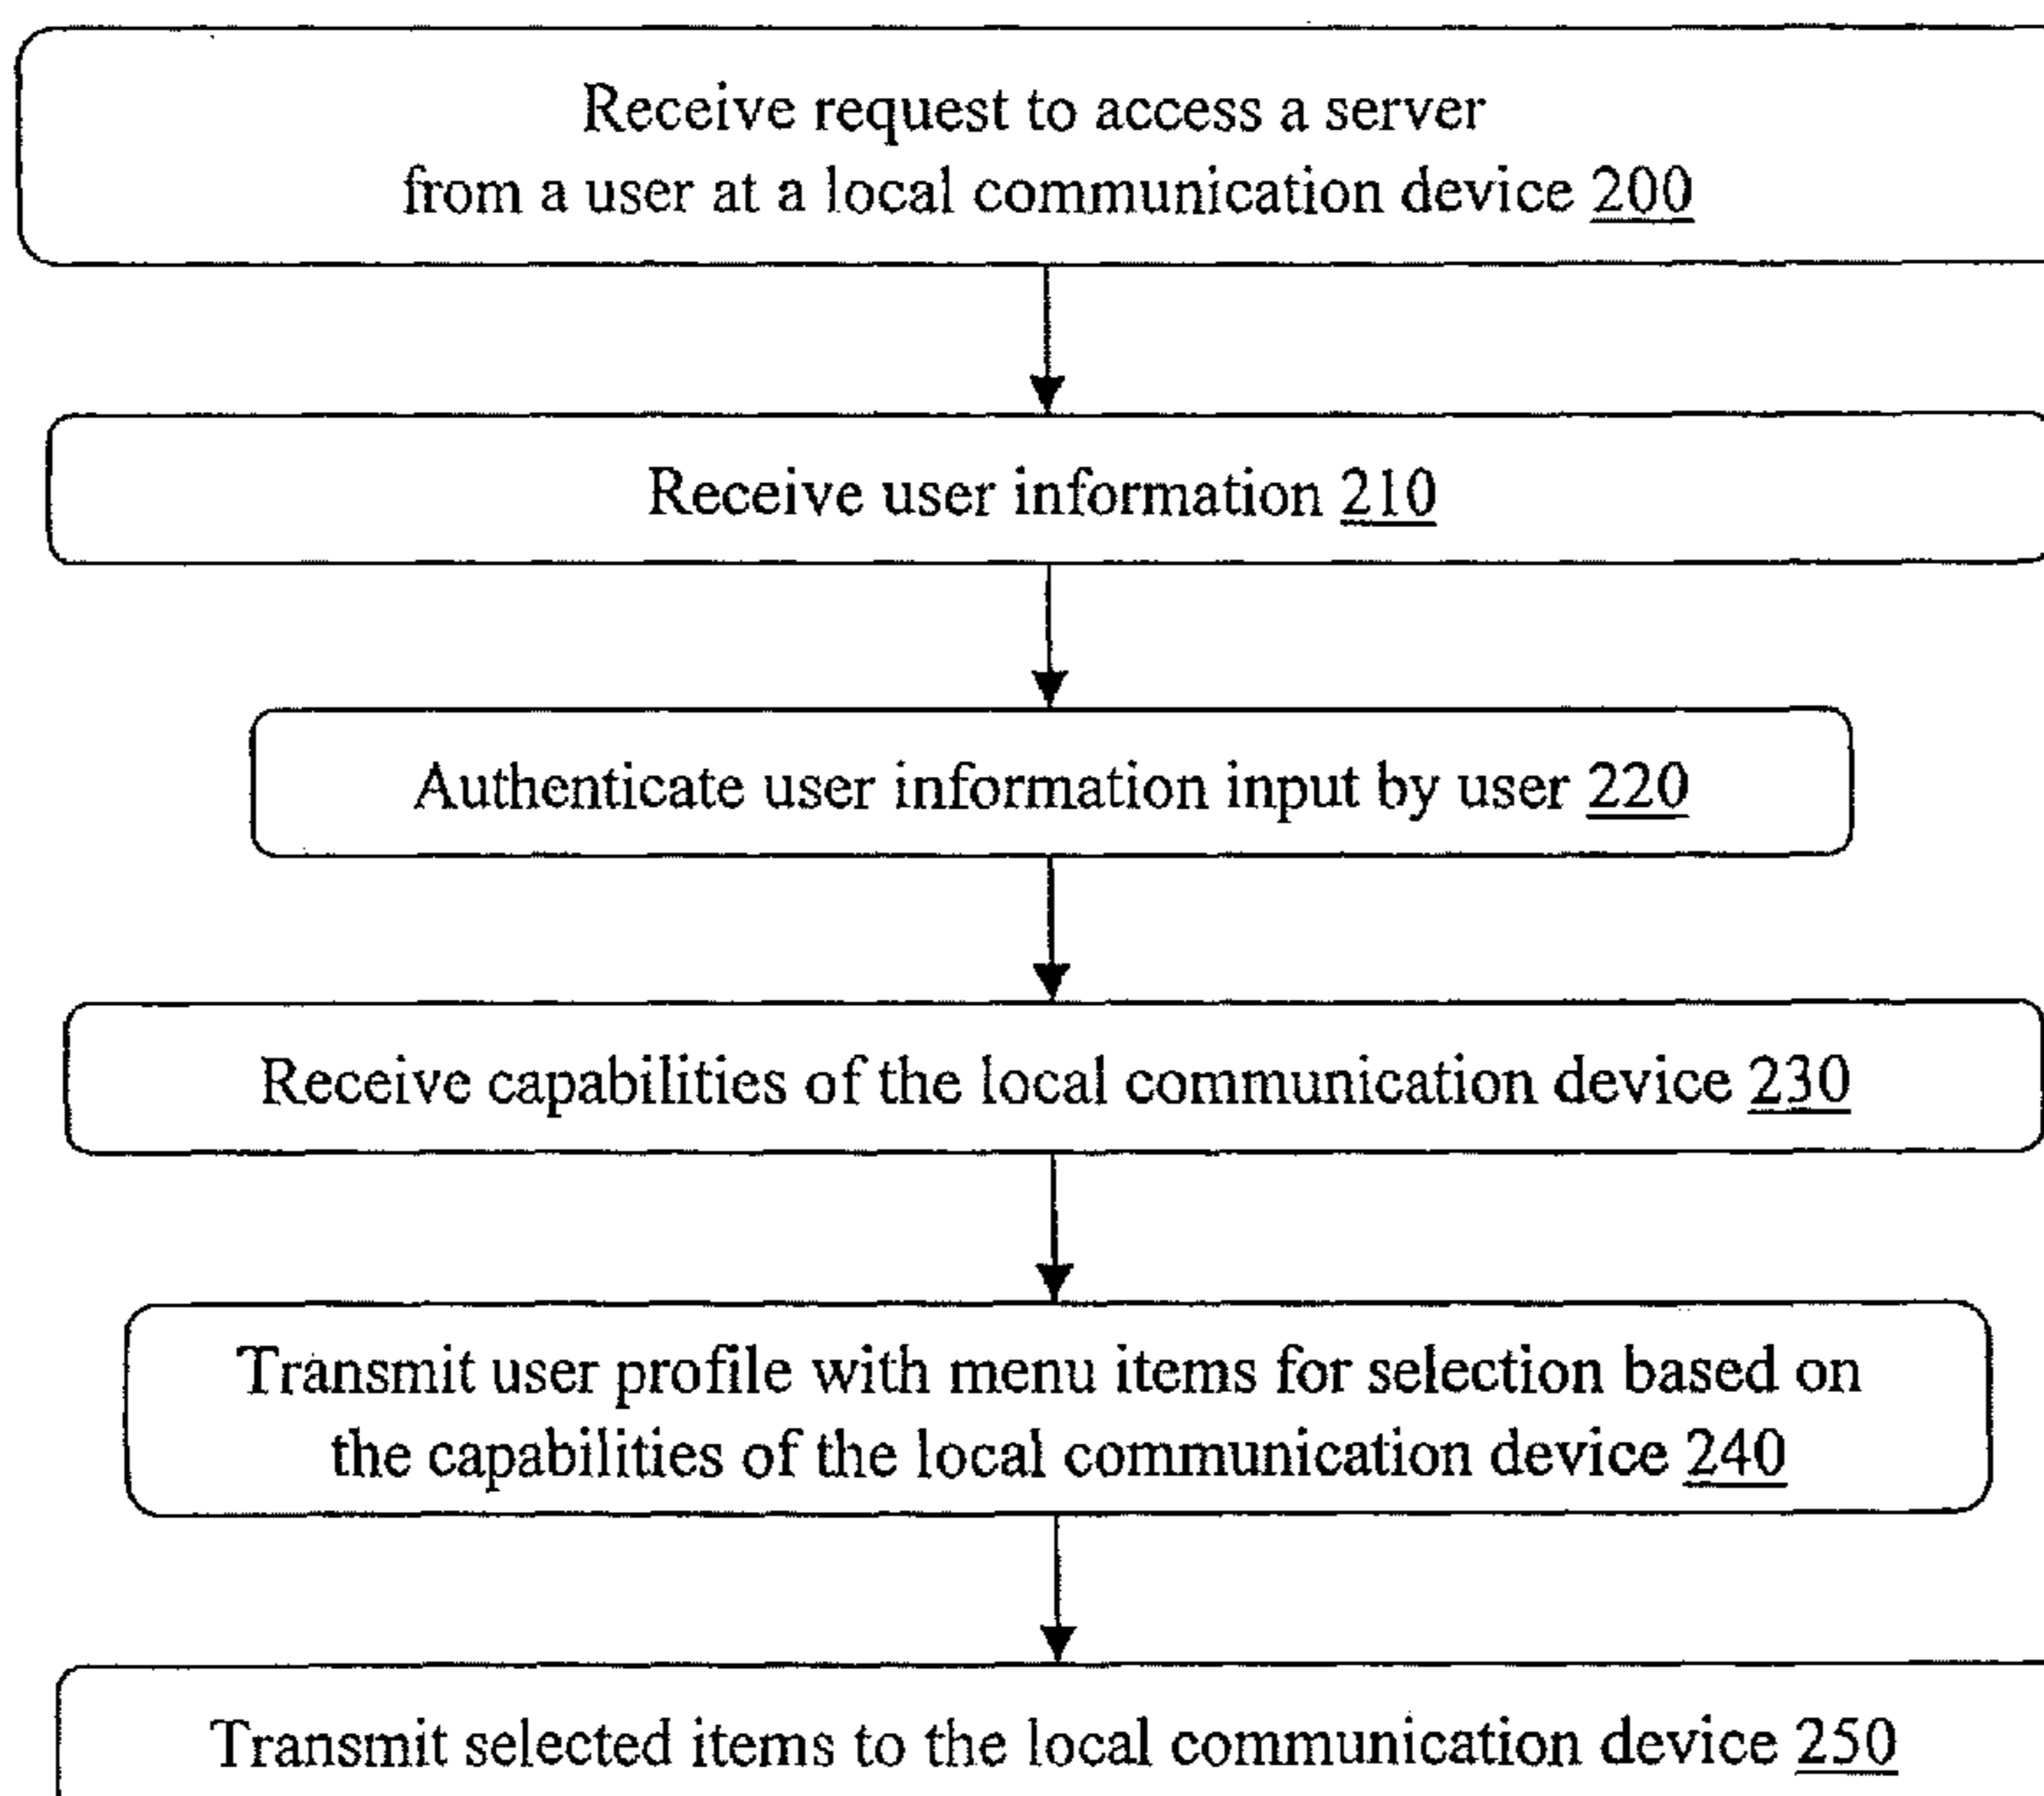 Receive request to access a server
from a user at a local communication device 200
Receive user information 210
Authenticate user information input by user 220
Receive capabilities of the local communication device 230
Transmit user profile with menu items for selection based on
the capabilities of the local communication device 240
Transmit selected items to the local communication device 250